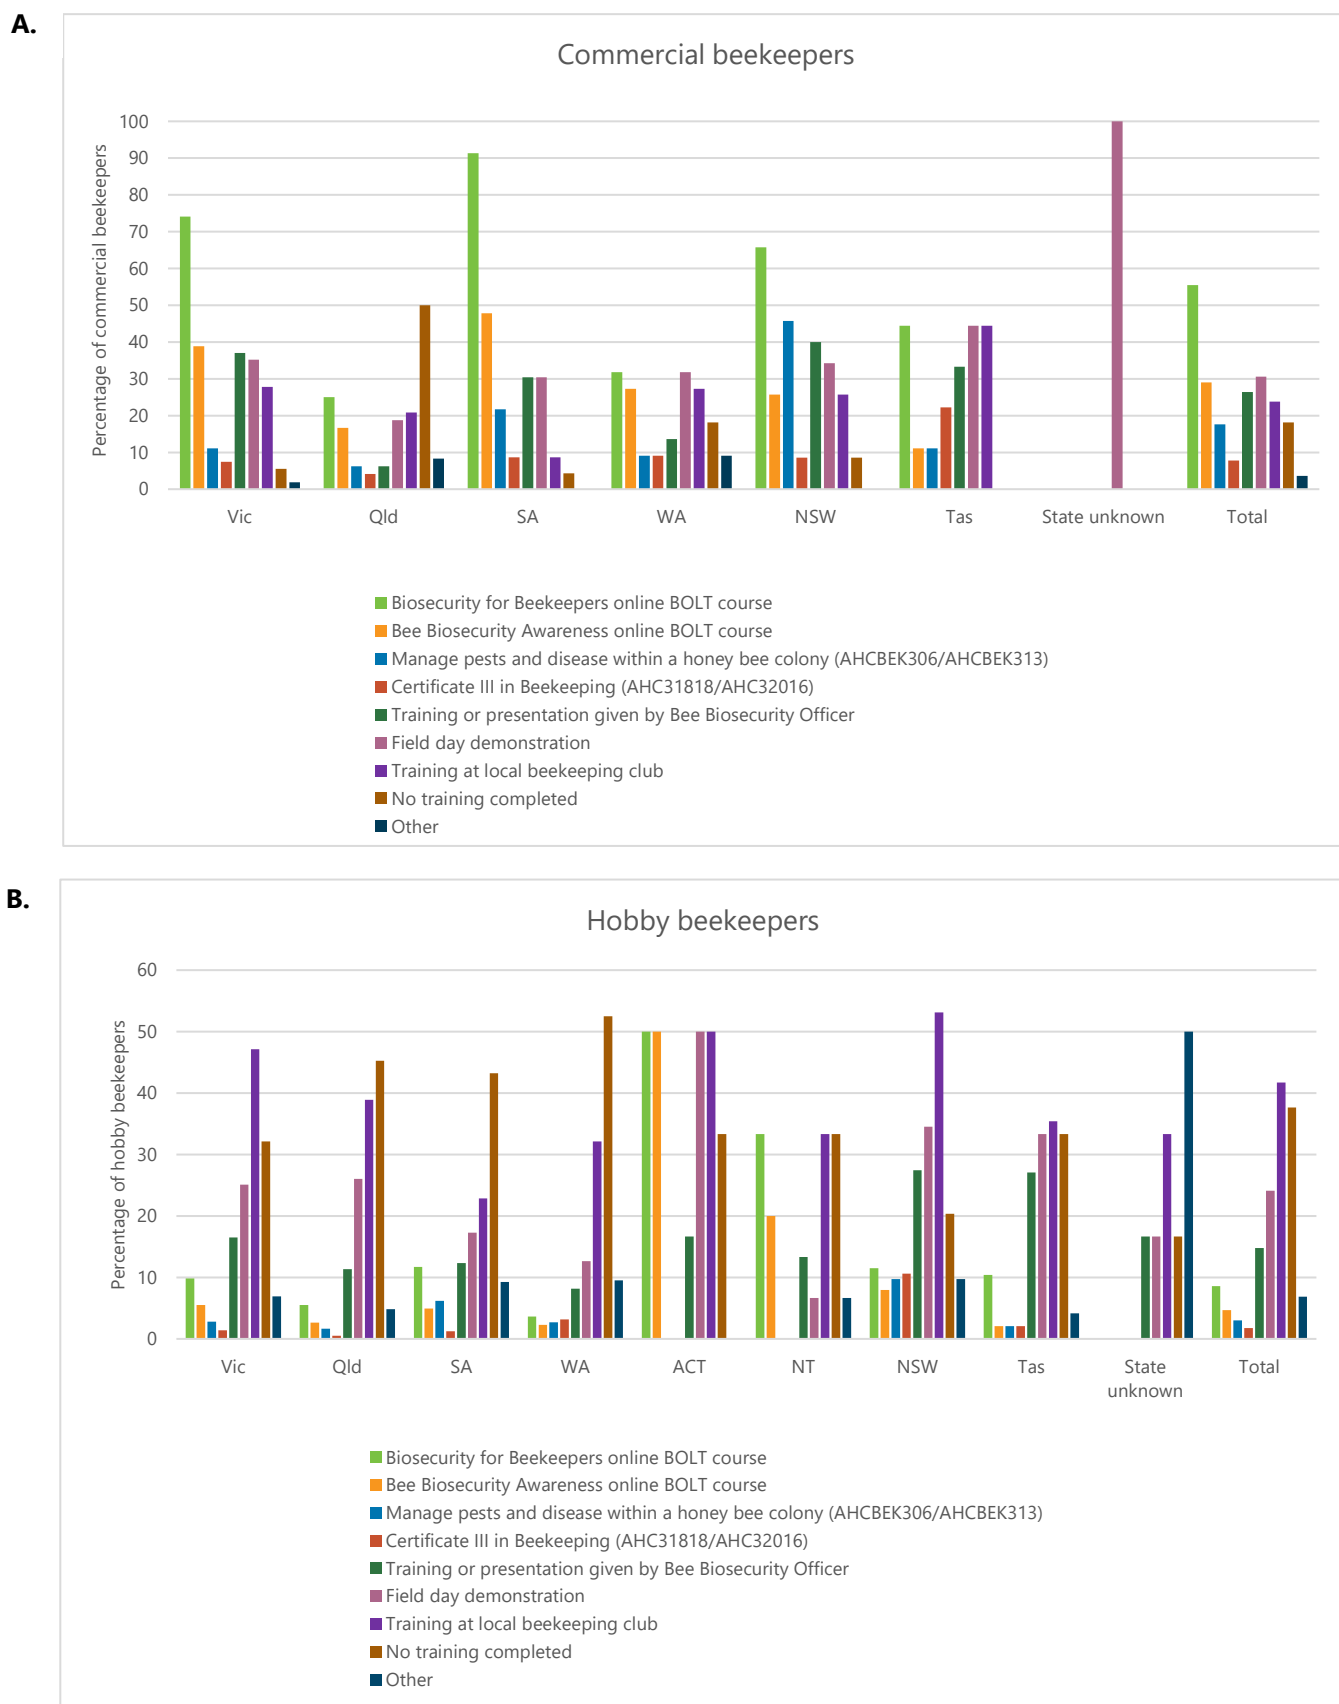 A.
Commercial beekeepers
Percentage of commercial beekeepers
100
90
80
70
60
50
40
30
20
10
0
Vic
Qld
SA
WA
NSW
Tas
State unknown
Total
Biosecurity for Beekeepers online BOLT course
Bee Biosecurity Awareness online BOLT course
Manage pests and disease within a honey bee colony (AHCBEK306/AHCBEK313)
Certificate III in Beekeeping (AHC31818/AHC32016)
Training or presentation given by Bee Biosecurity Officer
Field day demonstration
Training at local beekeeping club
No training completed
Other
B.
Hobby beekeepers
Percentage of hobby beekeepers
60
50
40
30
20
10
0
Vic
Qld
SA
WA
ACT
NT
NSW
Tas
State
unknown
Total
Biosecurity for Beekeepers online BOLT course
Bee Biosecurity Awareness online BOLT course
Manage pests and disease within a honey bee colony (AHCBEK306/AHCBEK313)
Certificate III in Beekeeping (AHC31818/AHC32016)
Training or presentation given by Bee Biosecurity Officer
Field day demonstration
Training at local beekeeping club
No training completed
Other